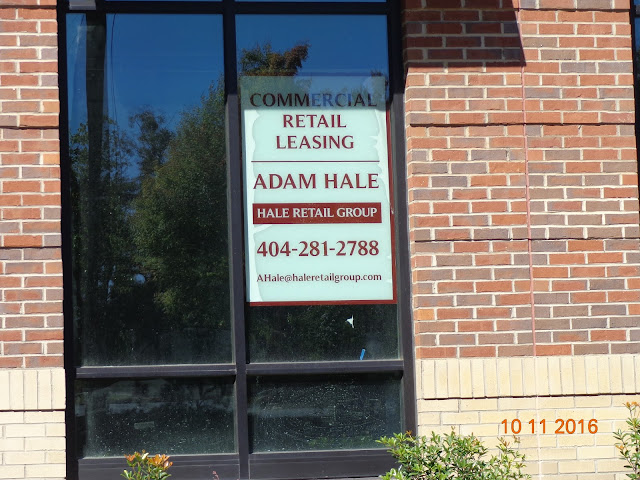 COMMERCIAL
RETAIL
LEASING
ADAM HALE
HALE RETAIL GROUP
404-281-2788
AHale@haleretailgroup.com
10 11 2016